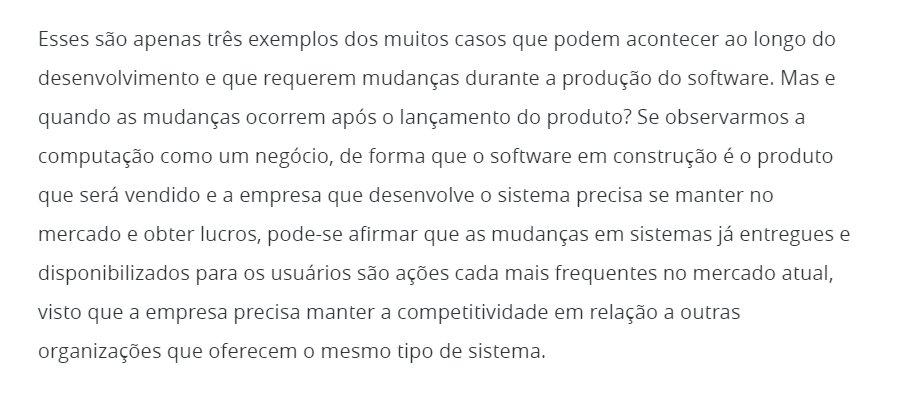 Esses são apenas três exemplos dos muitos casos que podem acontecer ao longo do
desenvolvimento e que requerem mudanças durante a produção do software. Mas e
quando as mudanças ocorrem após o lançamento do produto? Se observarmos a
computação como um negócio, de forma que o software em construção é o produto
que será vendido e a empresa que desenvolve o sistema precisa se manter no
mercado e obter lucros, pode-se afirmar que as mudanças em sistemas já entregues e
disponibilizados para os usuários são ações cada mais frequentes no mercado atual,
visto que a empresa precisa manter a competitividade em relação a outras
organizações que oferecem o mesmo tipo de sistema.